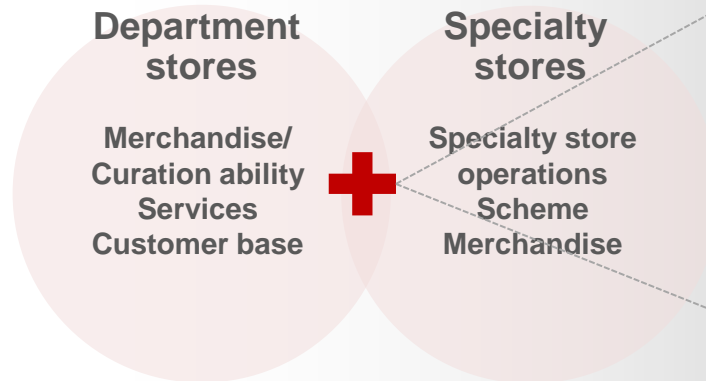 Department
stores
Merchandise/
Curation ability
Services
Customer base
Specialty
stores
Specialty store
operations
Scheme
Merchandise